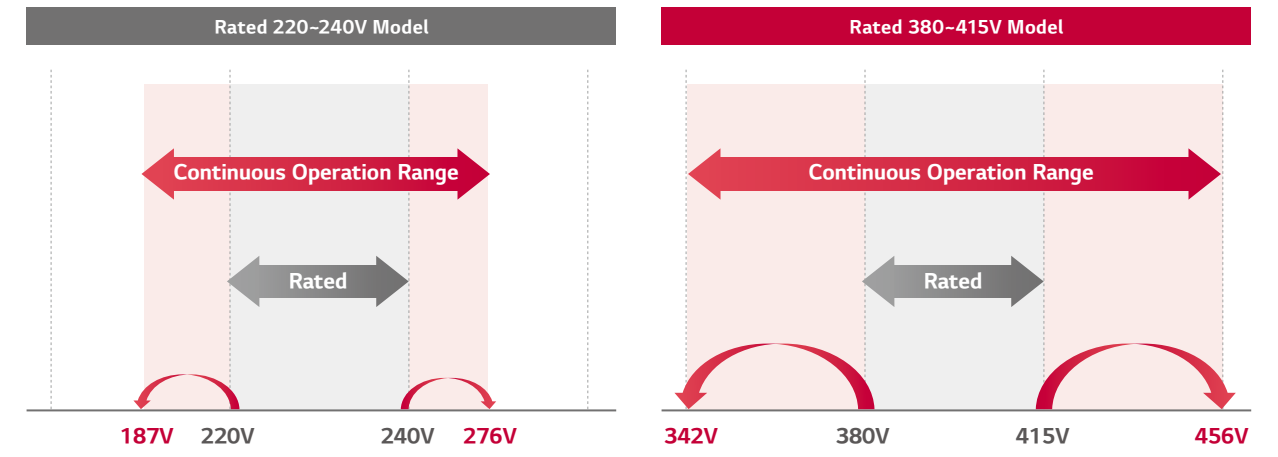 Rated 220~240V Model
Continuous Operation Range
Rated
187V 220V 240V 276V
Rated 380~415V Model
Continuous Operation Range
Rated
342V 380V 415V 456V